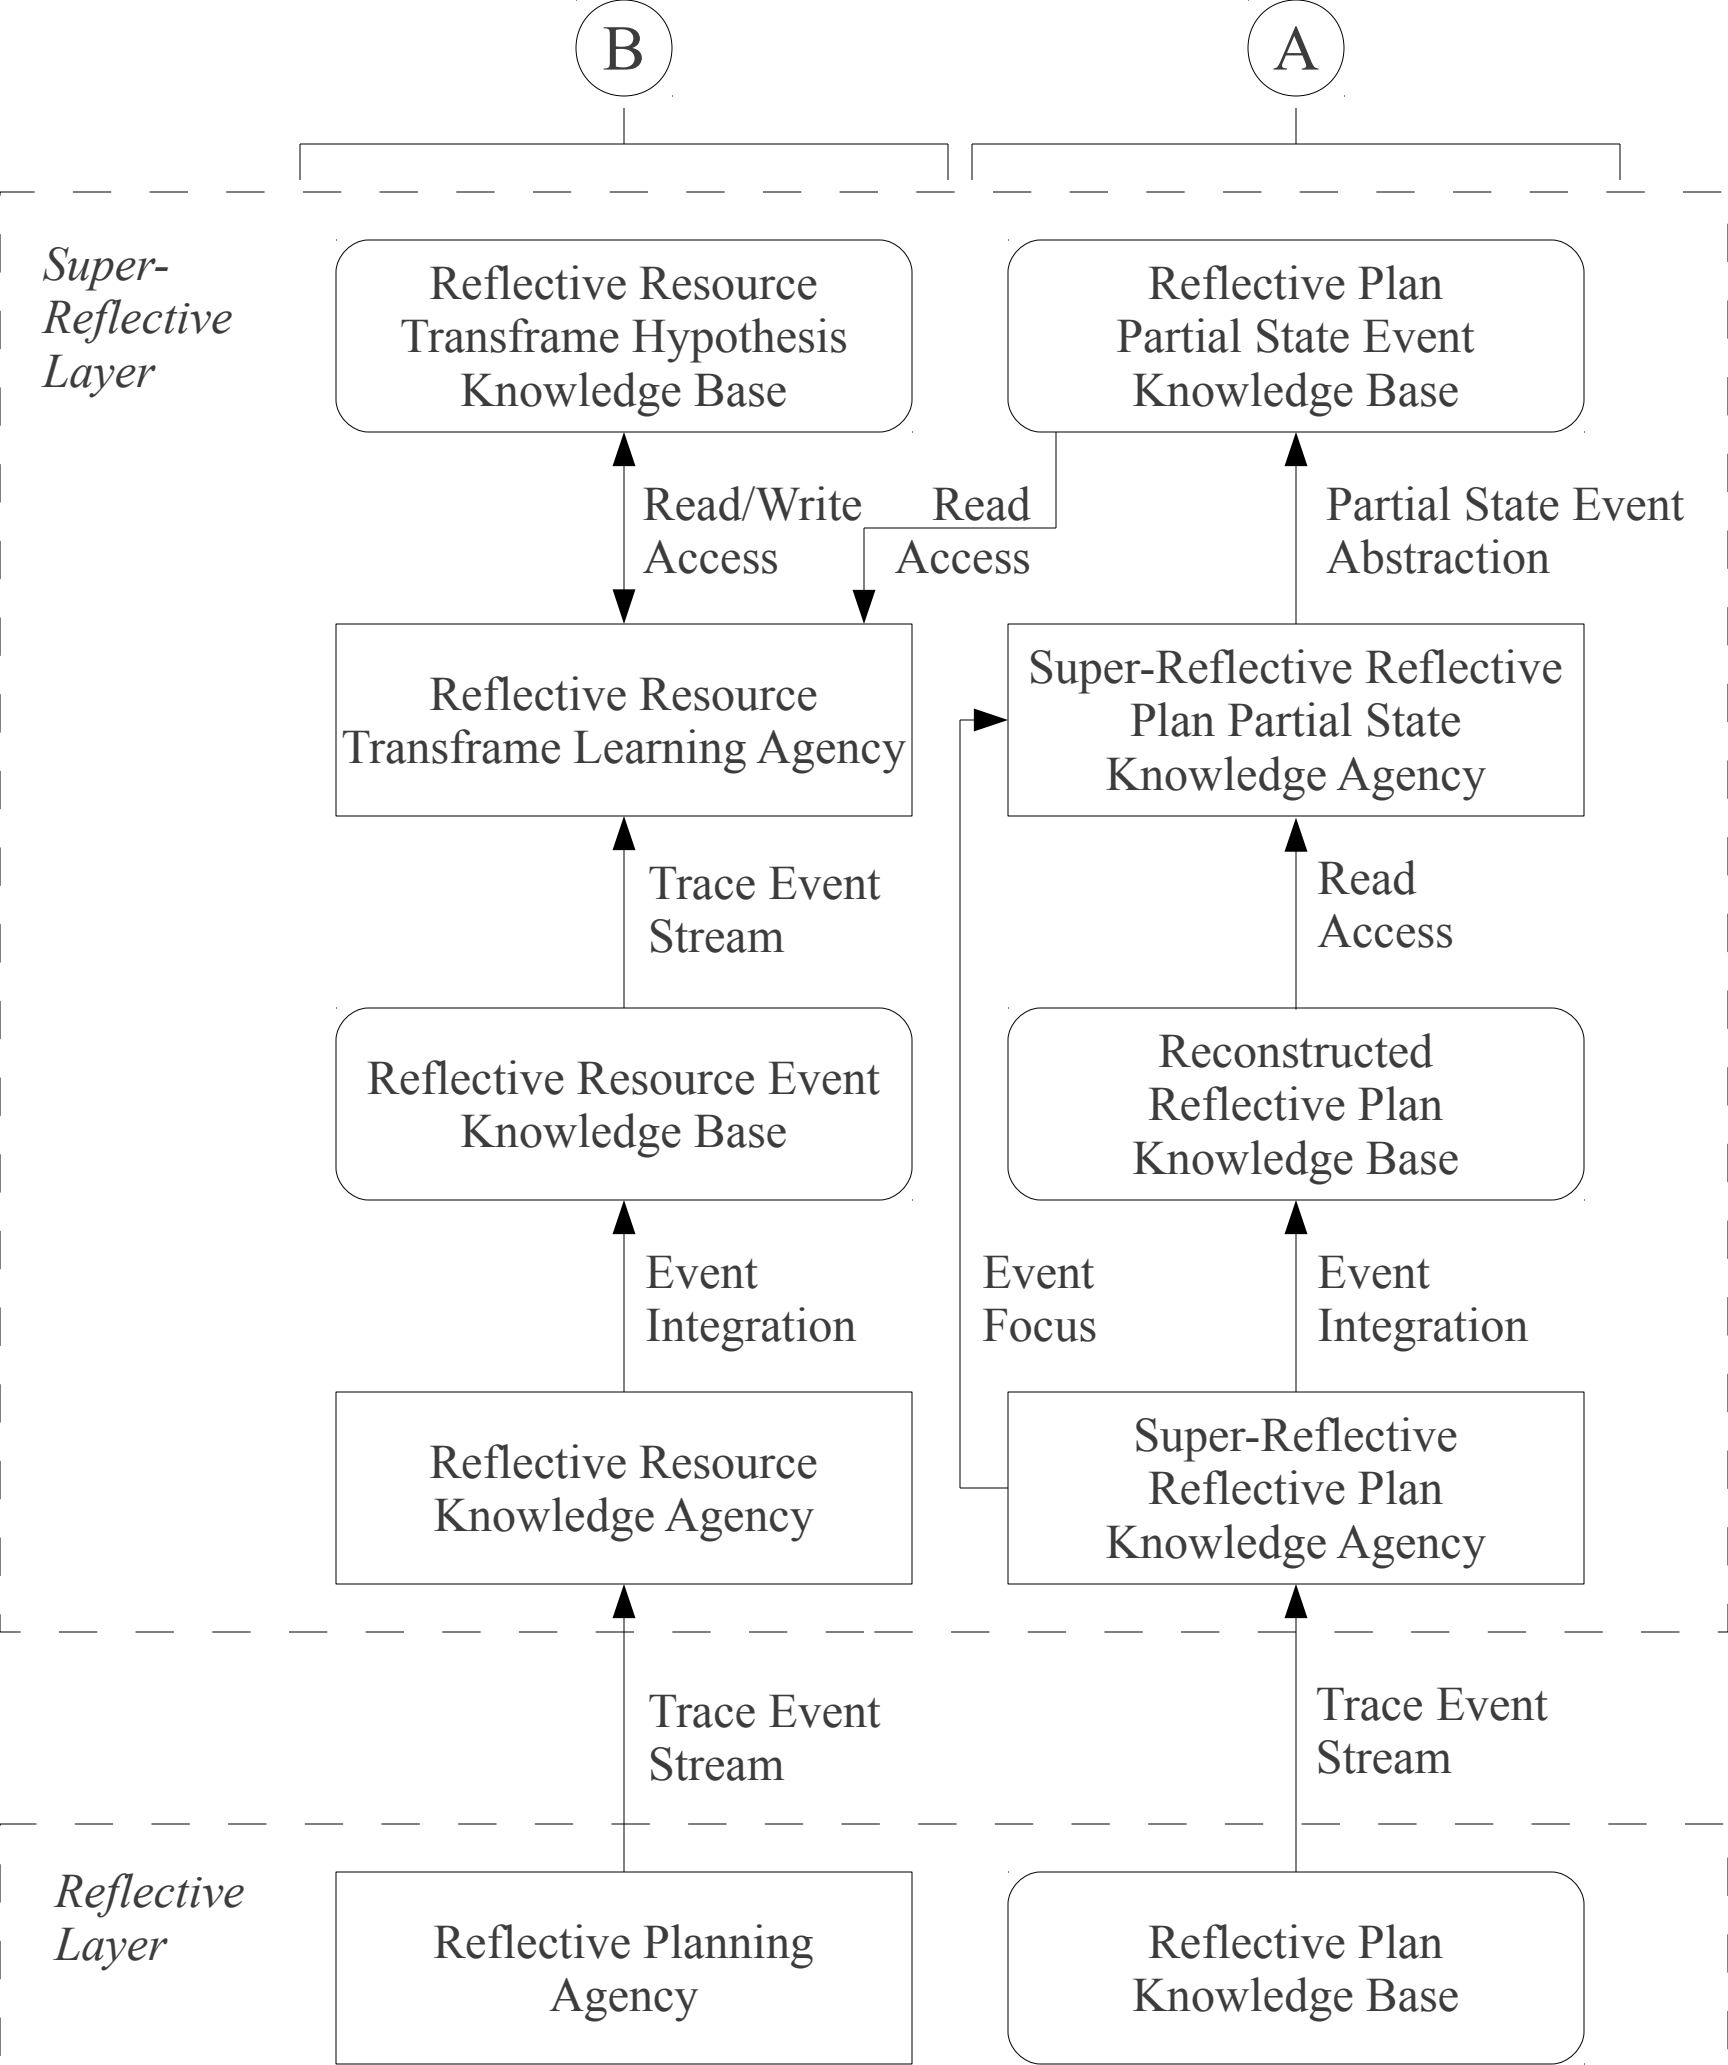 B
A
Super-
Reflective
Layer
Reflective Resource
Transframe Hypothesis
Knowledge Base
Reflective Plan
Partial State Event
Knowledge Base
Read/Write
Access
Read
Access
Partial State Event
Abstraction
Reflective Resource
Transframe Learning Agency
Super-Reflective Reflective
Plan Partial State
Knowledge Agency
Trace Event
Stream
Read
Access
Reflective Resource Event
Knowledge Base
Reconstructed
Reflective Plan
Knowledge Base
Event
Integration
Event
Focus
Event
Integration
Reflective Resource
Knowledge Agency
Super-Reflective
Reflective Plan
Knowledge Agency
Trace Event
Stream
Trace Event
Stream
Reflective
Layer
Reflective Planning
Agency
Reflective Plan
Knowledge Base